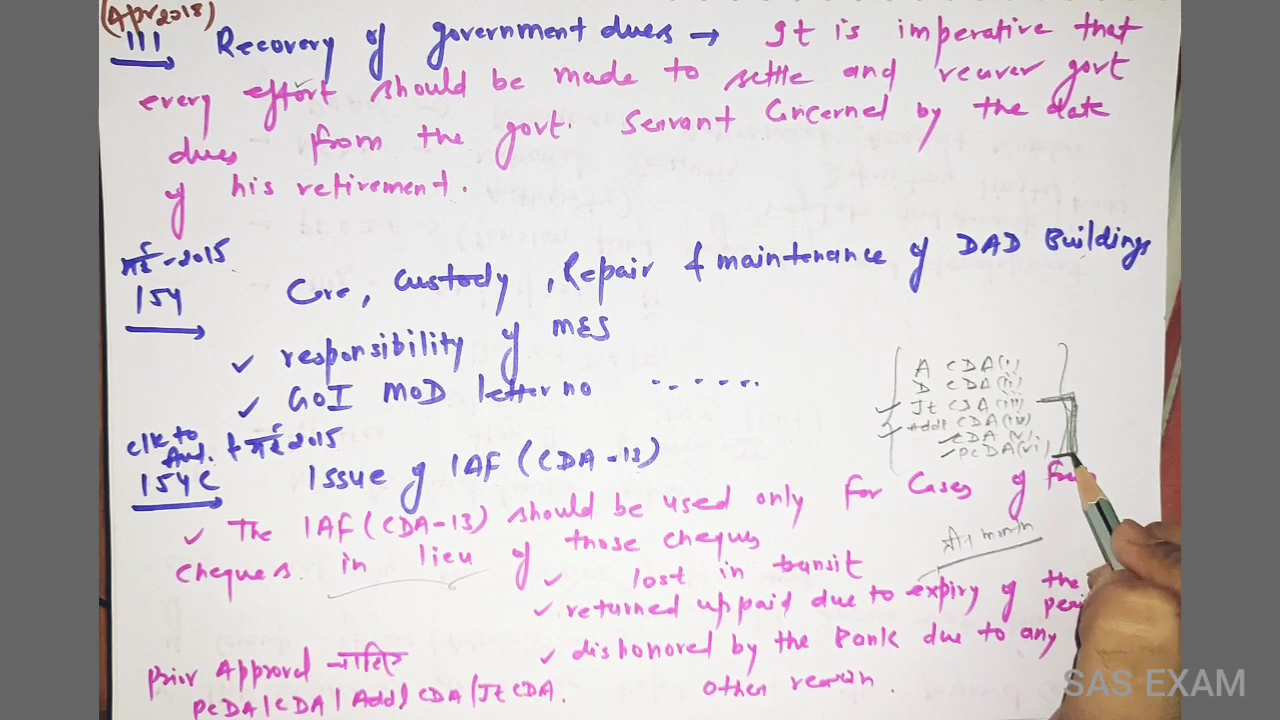 (Apr 2018)
111 Recovery of government dues → It is imperative that
every effort should be made to settle and recover govt
dues from the govt. servant Concerned by the date
of his retirement.
2015
154 Care, Custody, Repair & maintenance of DAD Buildings
✓ responsibility of MES
✓ GOI MOD letter no .......
A CDA(i)
D CDA(ii)
✓ Jt CDA(iii)
✓ Addl CDA(iv)
✓ CDA (v)
✓ PCDA(vi)
clk to
Aud. + 2015
154C Issue of IAF (CDA-13)
✓ The IAF (CDA-13) should be used only for cases of
cheques in lieu of those cheques
1 month
✓ lost in transit
✓ returned uppaid due to expiry of the
✓ dishonored by the Bank due to any
other reason.
Prior Approval → चाहिए
PCDA/CDA/Addl CDA/Jt CDA.
SAS EXAM